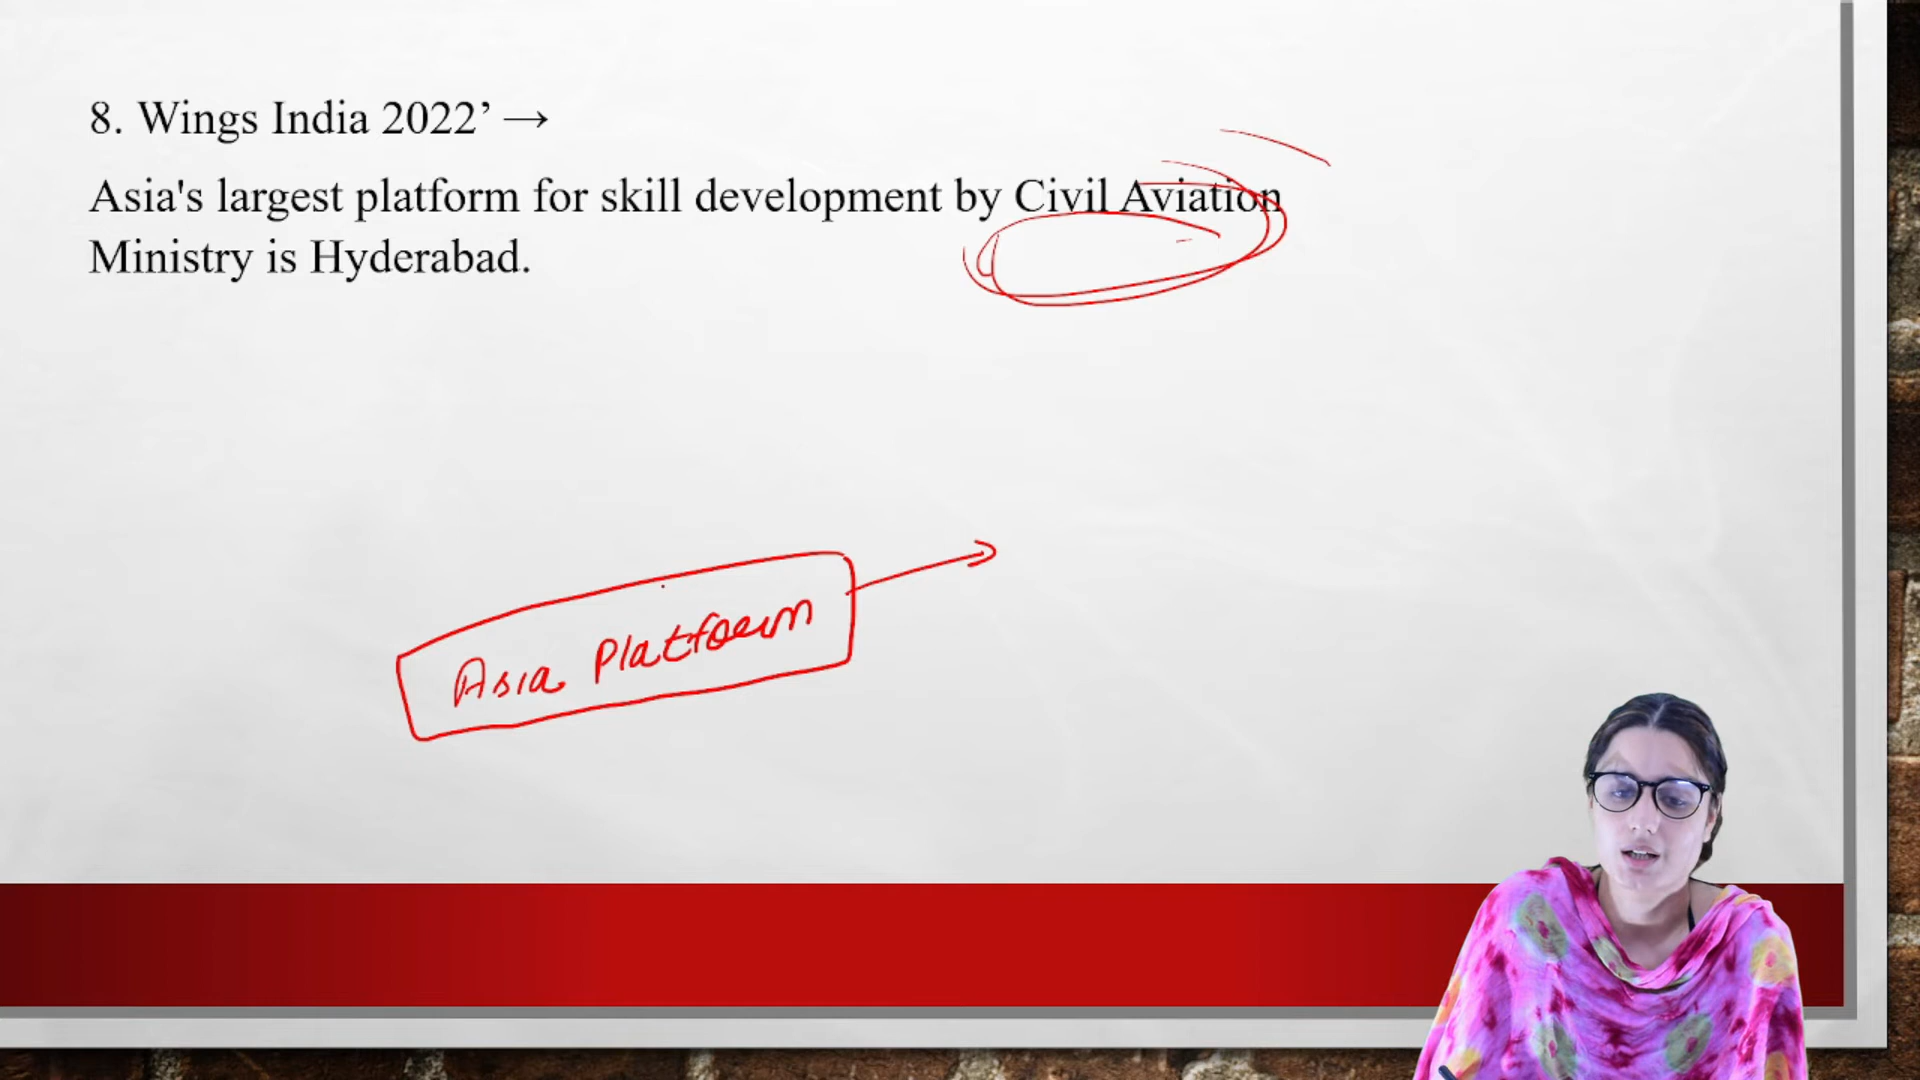 8. Wings India 2022’ →
Asia's largest platform for skill development by Civil Aviation
Ministry is Hyderabad.
Asia Platform